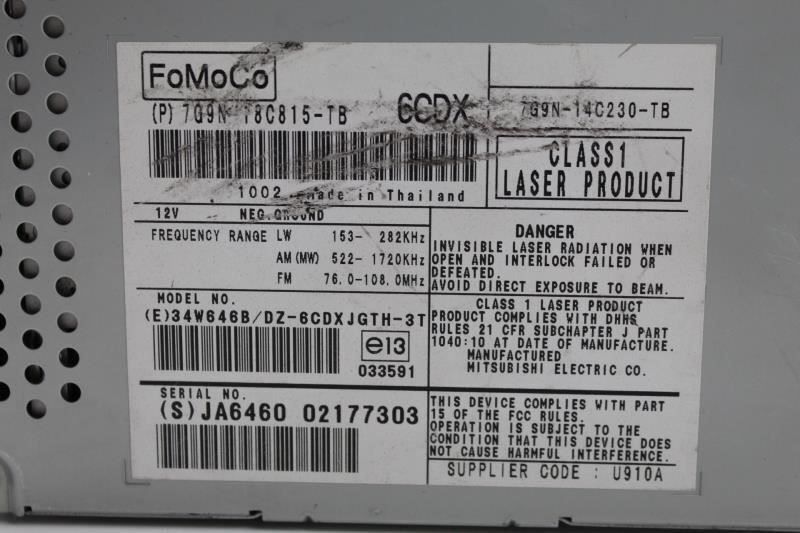 FoMoCo
(P) 7G9N-18C815-TB 6CDX 7G9N-14C230-TB
CLASS1
LASER PRODUCT
1002 Made in Thailand
12V NEG.GROUND
FREQUENCY RANGE LW 153- 282KHz
AM(MW) 522-1720KHz
FM 76.0-108.0MHz
DANGER
INVISIBLE LASER RADIATION WHEN
OPEN AND INTERLOCK FAILED OR
DEFEATED.
AVOID DIRECT EXPOSURE TO BEAM.
MODEL NO.
(E)34W646B/DZ-6CDXJGTH-3T
e13
033591
CLASS 1 LASER PRODUCT
PRODUCT COMPLIES WITH DHHS
RULES 21 CFR SUBCHAPTER J PART
1040:10 AT DATE OF MANUFACTURE.
MANUFACTURED
MITSUBISHI ELECTRIC CO.
SERIAL NO.
(S)JA6460 02177303
THIS DEVICE COMPLIES WITH PART
15 OF THE FCC RULES.
OPERATION IS SUBJECT TO THE
CONDITION THAT THIS DEVICE DOES
NOT CAUSE HARMFUL INTERFERENCE.
SUPPLIER CODE : U910A